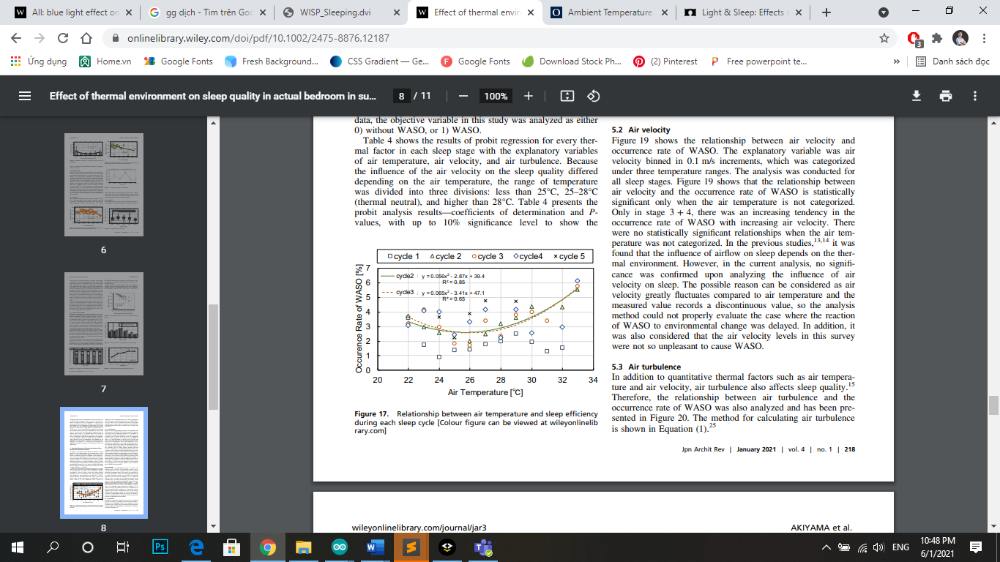 All: blue light effect on
gg dịch - Tìm trên Goo
WISP_Sleeping.dvi
Effect of thermal enviro
Ambient Temperature
Light & Sleep: Effects o
onlinelibrary.wiley.com/doi/pdf/10.1002/2475-8876.12187
3
Ứng dụng
Home.vn
Google Fonts
Fresh Background...
CSS Gradient — Ge...
Google Fonts
Download Stock Ph...
(2) Pinterest
Free powerpoint te...
»
Danh sách đọc
Effect of thermal environment on sleep quality in actual bedroom in su...
8 / 11
100%
6
7
8
data, the objective variable in this study was analyzed as either
0) without WASO, or 1) WASO.
Table 4 shows the results of probit regression for every ther-
mal factor in each sleep stage with the explanatory variables
of air temperature, air velocity, and air turbulence. Because
the influence of the air velocity on the sleep quality differed
depending on the air temperature, the range of temperature
was divided into three divisions: less than 25°C, 25–28°C
(thermal neutral), and higher than 28°C. Table 4 presents the
probit analysis results—coefficients of determination and P-
values, with up to 10% significance level to show the
cycle 1 cycle 2 cycle 3 cycle4 cycle 5
Occurence Rate of WASO [%]
7
6
5
4
3
2
1
0
cycle2 : y = 0.056x² - 2.87x + 39.4
R² = 0.85
cycle3 : y = 0.065x² - 3.41x + 47.1
R² = 0.65
20 22 24 26 28 30 32 34
Air Temperature [℃]
Figure 17. Relationship between air temperature and sleep efficiency
during each sleep cycle [Colour figure can be viewed at wileyonlinelib
rary.com]
5.2 Air velocity
Figure 19 shows the relationship between air velocity and
occurrence rate of WASO. The explanatory variable was air
velocity binned in 0.1 m/s increments, which was categorized
under three temperature ranges. The analysis was conducted for
all sleep stages. Figure 19 shows that the relationship between
air velocity and the occurrence rate of WASO is statistically
significant only when the air temperature is not categorized.
Only in stage 3 + 4, there was an increasing tendency in the
occurrence rate of WASO with increasing air velocity. There
were no statistically significant relationships when the air tem-
perature was not categorized. In the previous studies,13,14 it was
found that the influence of airflow on sleep depends on the ther-
mal environment. However, in the current analysis, no signifi-
cance was confirmed upon analyzing the influence of air
velocity on sleep. The possible reason can be considered as air
velocity greatly fluctuates compared to air temperature and the
measured value records a discontinuous value, so the analysis
method could not properly evaluate the case where the reaction
of WASO to environmental change was delayed. In addition, it
was also considered that the air velocity levels in this survey
were not so unpleasant to cause WASO.
5.3 Air turbulence
In addition to quantitative thermal factors such as air tempera-
ture and air velocity, air turbulence also affects sleep quality.15
Therefore, the relationship between air turbulence and the
occurrence rate of WASO was also analyzed and has been pre-
sented in Figure 20. The method for calculating air turbulence
is shown in Equation (1).25
Jpn Archit Rev | January 2021 | vol. 4 | no. 1 | 218
wileyonlinelibrary.com/journal/jar3
AKIYAMA et al.
ENG
10:48 PM
6/1/2021